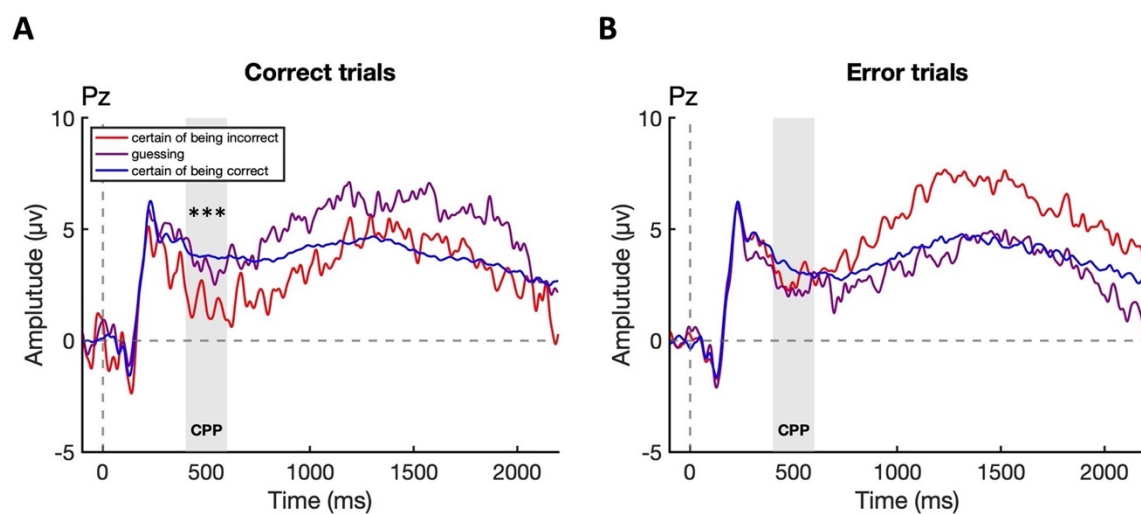 A
Correct trials
Pz
10
5
0
-5
Amplutude (μv)
certain of being incorrect
guessing
certain of being correct
***
CPP
0
500
1000
1500
2000
Time (ms)
B
Error trials
Pz
10
5
0
-5
Amplutude (μv)
CPP
0
500
1000
1500
2000
Time (ms)